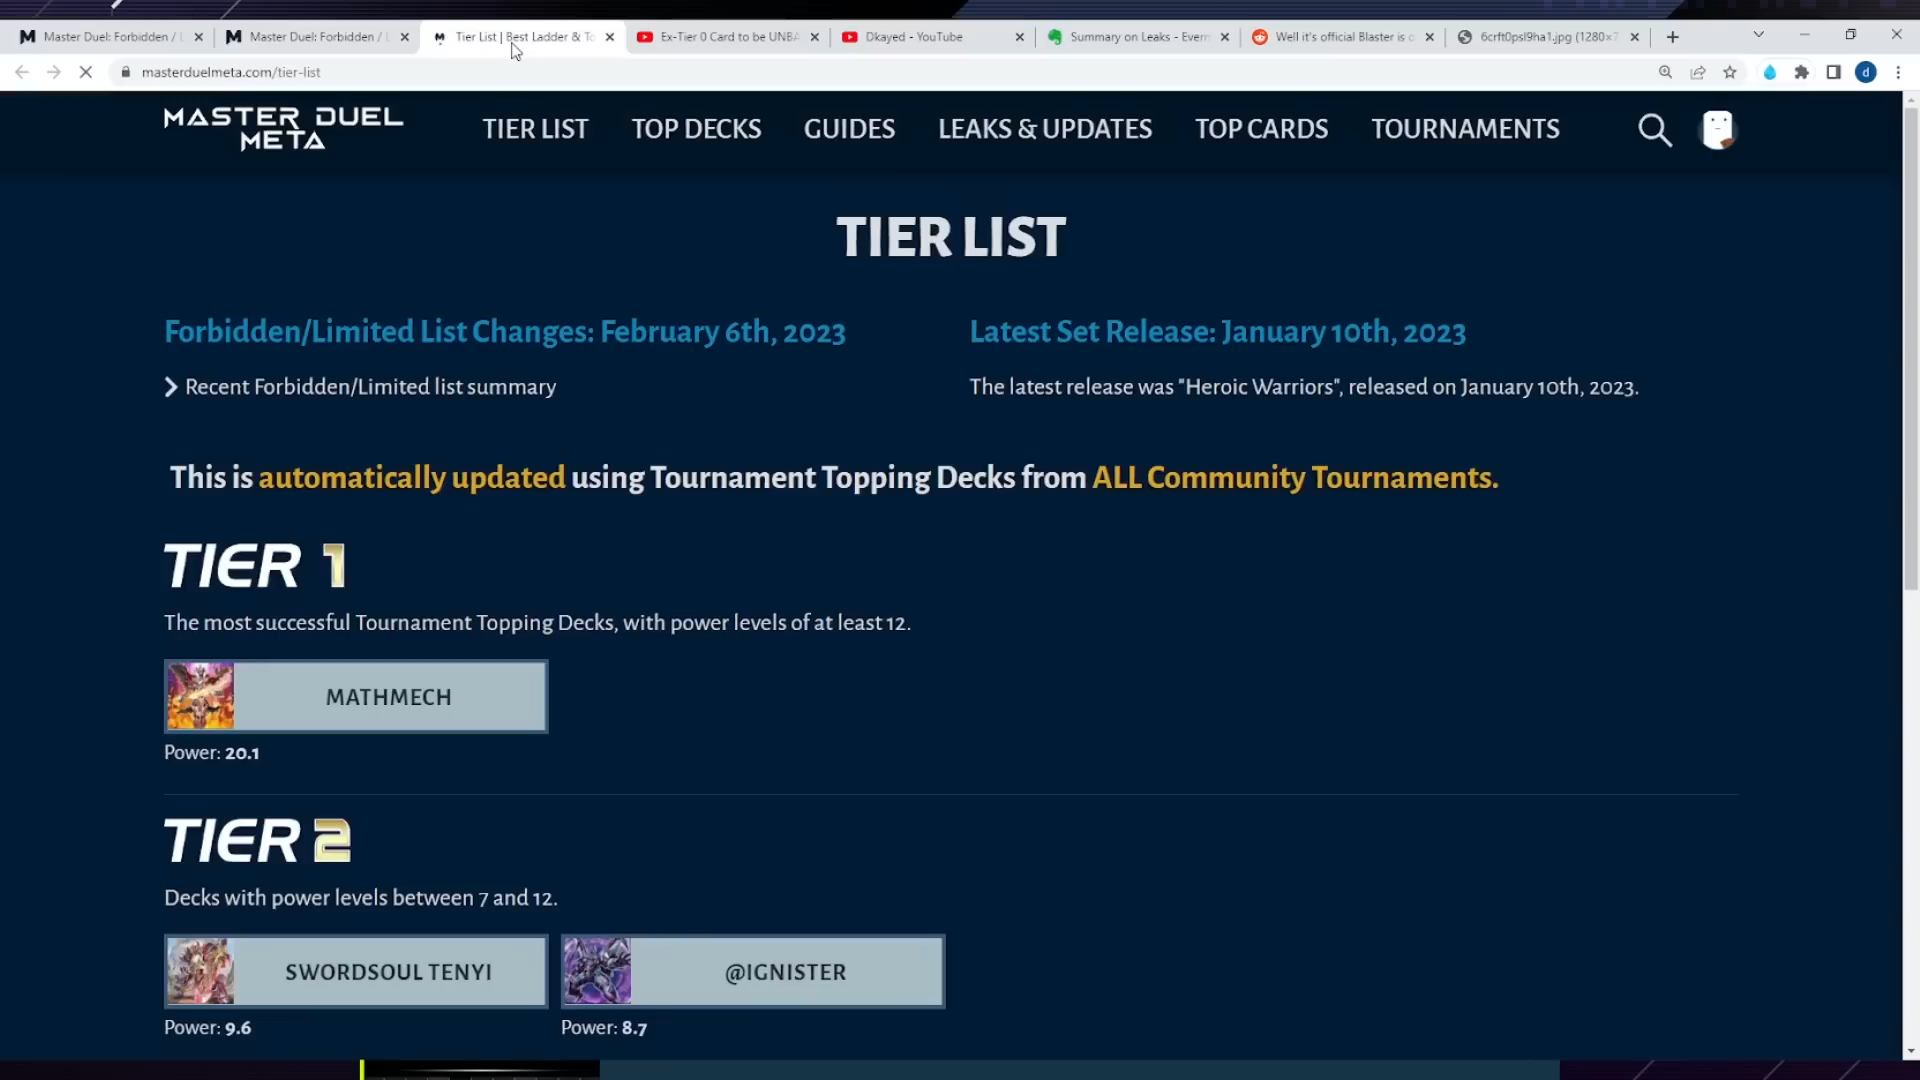 Master Duel: Forbidden / L
Master Duel: Forbidden / L
Tier List | Best Ladder & To
Ex-Tier 0 Card to be UNBA
Dkayed - YouTube
Summary on Leaks - Evern
Well it's official Blaster is o
6crft0psl9ha1.jpg (1280×7
masterduelmeta.com/tier-list
d
MASTER DUEL
META
TIER LIST
TOP DECKS
GUIDES
LEAKS & UPDATES
TOP CARDS
TOURNAMENTS
TIER LIST
Forbidden/Limited List Changes: February 6th, 2023
Recent Forbidden/Limited list summary
Latest Set Release: January 10th, 2023
The latest release was "Heroic Warriors", released on January 10th, 2023.
This is automatically updated using Tournament Topping Decks from ALL Community Tournaments.
TIER 1
The most successful Tournament Topping Decks, with power levels of at least 12.
MATHMECH
Power: 20.1
TIER 2
Decks with power levels between 7 and 12.
SWORDSOUL TENYI
Power: 9.6
@IGNISTER
Power: 8.7